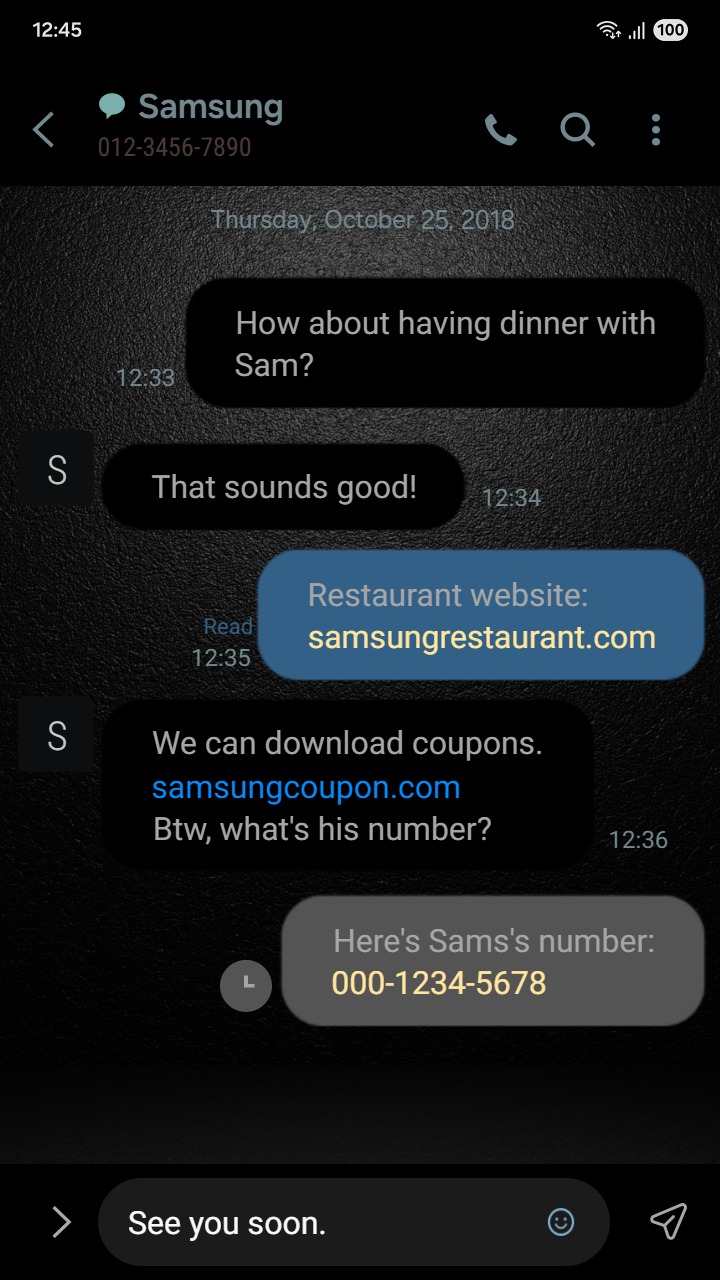 12:45
100
Samsung
012-3456-7890
Thursday, October 25, 2018
How about having dinner with
Sam?
12:33
S
That sounds good!
12:34
Restaurant website:
samsungrestaurant.com
Read
12:35
S
We can download coupons.
samsungcoupon.com
Btw, what's his number?
12:36
Here's Sams's number:
000-1234-5678
See you soon.